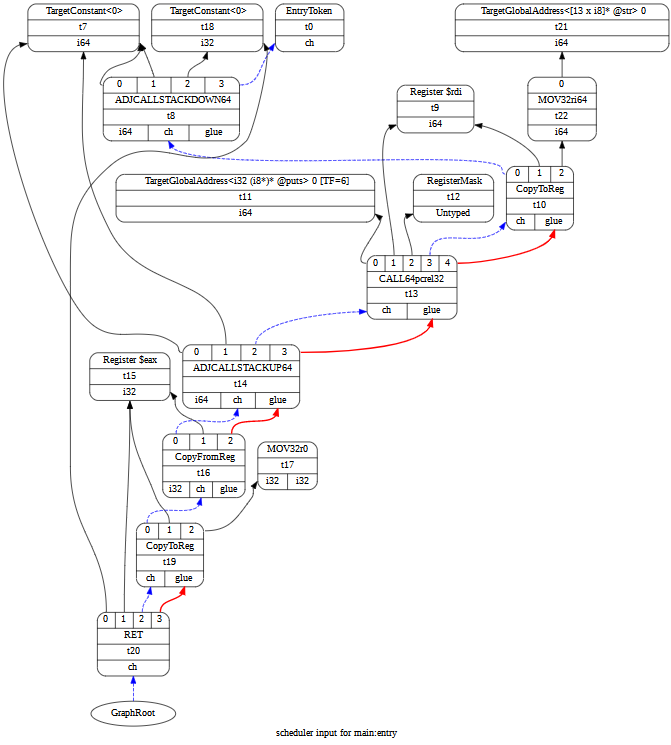 TargetConstant<0>
t7
i64
TargetConstant<0>
t18
i32
EntryToken
t0
ch
TargetGlobalAddress<[13 x i8]* @str> 0
t21
i64
0 1 2 3
ADJCALLSTACKDOWN64
t8
i64 ch glue
Register $rdi
t9
i64
0
MOV32ri64
t22
i64
TargetGlobalAddress<i32 (i8*)* @puts> 0 [TF=6]
t11
i64
RegisterMask
t12
Untyped
0 1 2
CopyToReg
t10
ch glue
0 1 2 3 4
CALL64pcrel32
t13
ch glue
Register $eax
t15
i32
0 1 2 3
ADJCALLSTACKUP64
t14
i64 ch glue
0 1 2
CopyFromReg
t16
i32 ch glue
MOV32r0
t17
i32 i32
0 1 2
CopyToReg
t19
ch glue
0 1 2 3
RET
t20
ch
GraphRoot
scheduler input for main:entry